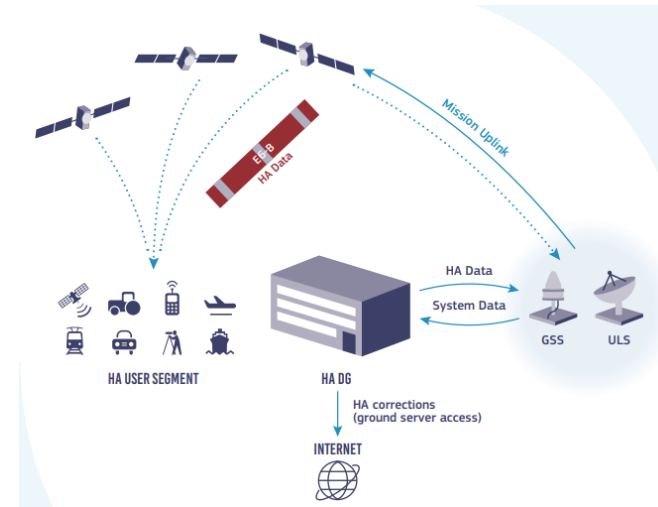 Mission Uplink
E6-B
HA Data
HA Data
System Data
GSS
ULS
HA USER SEGMENT
HA DG
HA corrections
(ground server access)
INTERNET